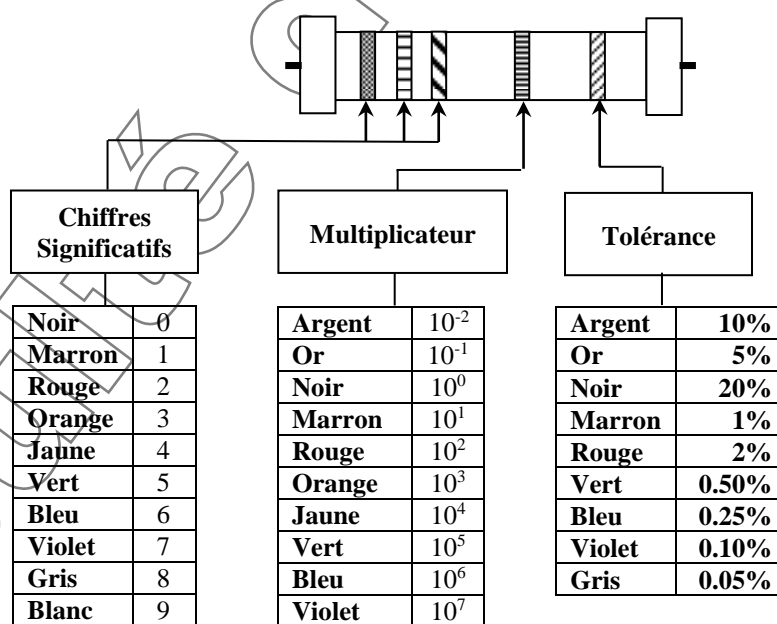 Chiffres
Significatifs
Multiplicateur
Tolérance
Noir 0
Marron 1
Rouge 2
Orange 3
Jaune 4
Vert 5
Bleu 6
Violet 7
Gris 8
Blanc 9
Argent 10-2
Or 10-1
Noir 100
Marron 101
Rouge 102
Orange 103
Jaune 104
Vert 105
Bleu 106
Violet 107
Argent 10%
Or 5%
Noir 20%
Marron 1%
Rouge 2%
Vert 0.50%
Bleu 0.25%
Violet 0.10%
Gris 0.05%